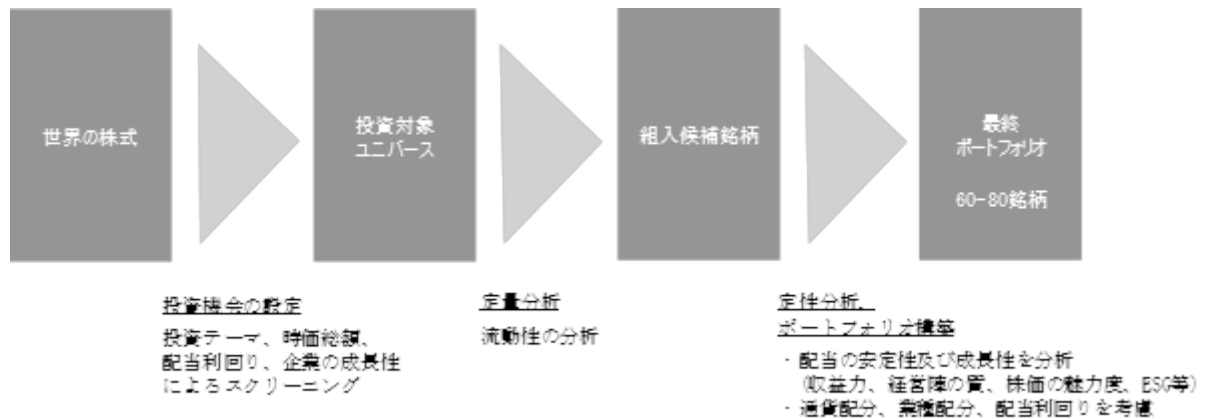 世界の株式
投資対象
ユニバース
組入候補銘柄
最終
ポートフォリオ
60-80銘柄
投資機会の設定
投資テーマ、時価総額、
配当利回り、企業の成長性
によるスクリーニング
定量分析
流動性の分析
定性分析、
ポートフォリオ構築
・配当の安定性及び成長性を分析
(収益力、経営陣の質、株価の魅力度、ESG等)
・通貨配分、業種配分、配当利回りを考慮